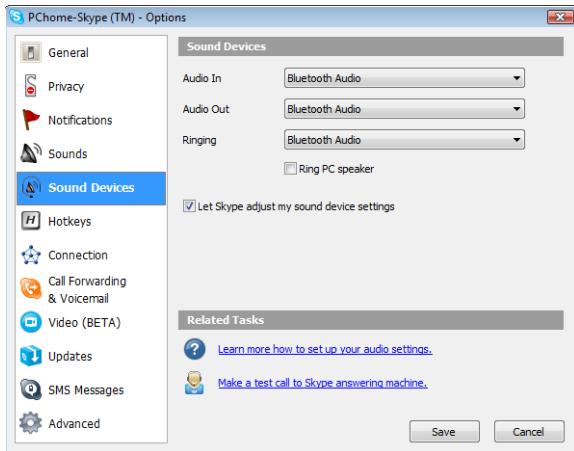 PChome-Skype (TM) - Options
General
Privacy
Notifications
Sounds
Sound Devices
H Hotkeys
Connection
Call Forwarding
& Voicemail
Video (BETA)
Updates
SMS Messages
Advanced
Sound Devices
Audio In Bluetooth Audio
Audio Out Bluetooth Audio
Ringing Bluetooth Audio
Ring PC speaker
Let Skype adjust my sound device settings
Related Tasks
? Learn more how to set up your audio settings.
Make a test call to Skype answering machine.
Save Cancel